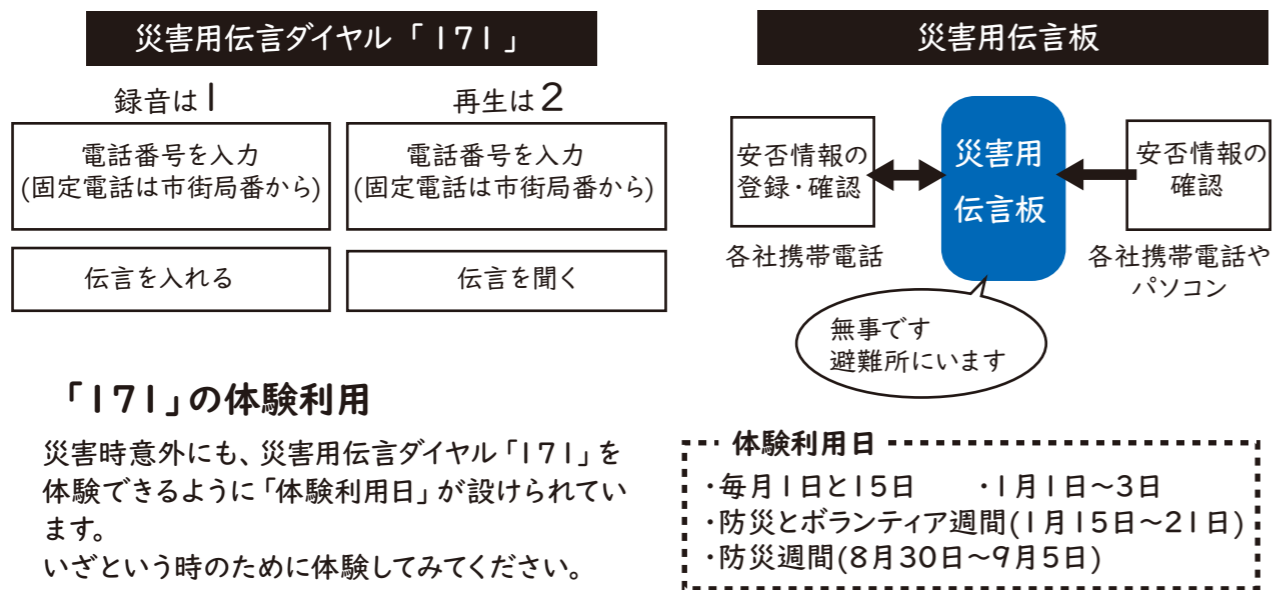 災害用伝言ダイヤル「171」
録音は1
電話番号を入力
(固定電話は市街局番から)
伝言を入れる
再生は2
電話番号を入力
(固定電話は市街局番から)
伝言を聞く
災害用伝言板
安否情報の
登録・確認
各社携帯電話
災害用
伝言板
安否情報の
確認
各社携帯電話や
パソコン
無事です
避難所にいます
「171」の体験利用
災害時意外にも、災害用伝言ダイヤル「171」を
体験できるように「体験利用日」が設けられてい
ます。
いざという時のために体験してみてください。
体験利用日
・毎月1日と15日 ・1月1日~3日
・防災とボランティア週間(1月15日~21日)
・防災週間(8月30日~9月5日)